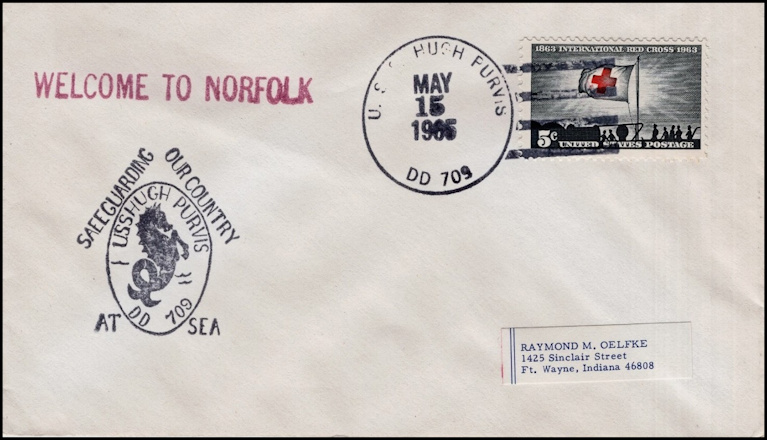 U.S.S. HUGH PURVIS
MAY
15
1965
DD 709
1863 INTERNATIONAL RED CROSS 1963
5c UNITED STATES POSTAGE
WELCOME TO NORFOLK
SAFEGUARDING OUR COUNTRY
USS HUGH PURVIS
DD 709
AT SEA
RAYMOND M. OELFKE
1425 Sinclair Street
Ft. Wayne, Indiana 46808